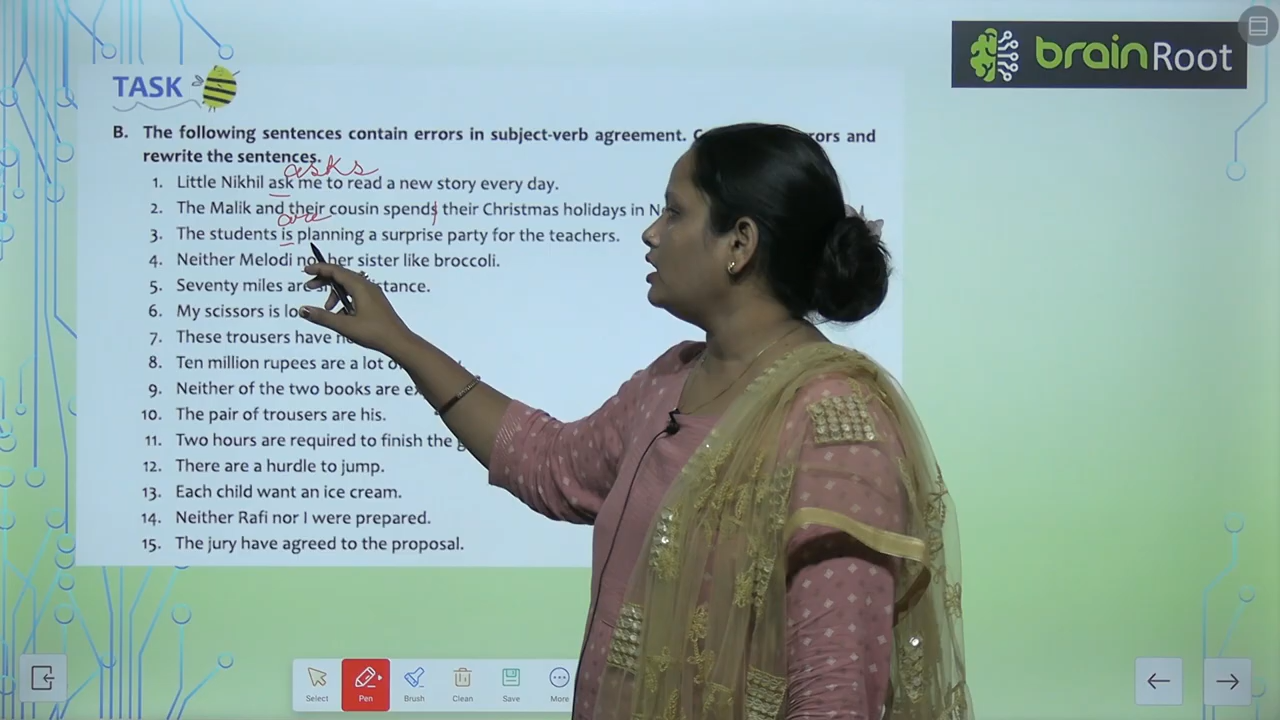 brainRoot
TASK
B. The following sentences contain errors in subject-verb agreement. and
rewrite the sentences.
asks
1. Little Nikhil ask me to read a new story every day.
2. The Malik and their cousin spends their Christmas holidays in
are
3. The students is planning a surprise party for the teachers.
4. Neither Melodi her sister like broccoli.
5. Seventy miles are
6. My scissors is
7. These trousers have
8. Ten million rupees are a lot
9. Neither of the two books are
10. The pair of trousers are his.
11. Two hours are required to finish the
12. There are a hurdle to jump.
13. Each child want an ice cream.
14. Neither Rafi nor I were prepared.
15. The jury have agreed to the proposal.
Select Pen Brush Clean Save More